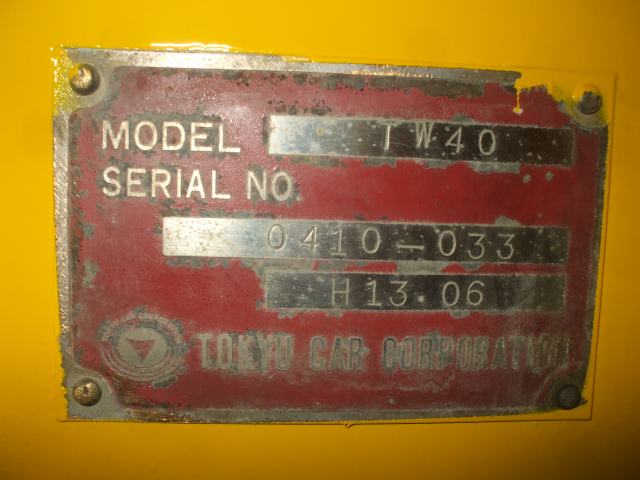 MODEL TW40
SERIAL NO.
0410-033
H13.06
TOKYU CAR CORPORATION